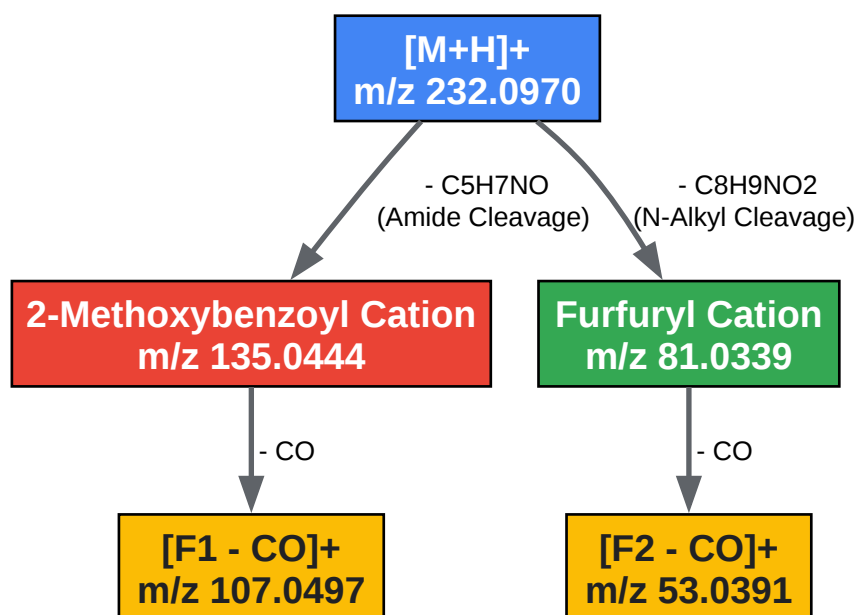 [M+H]+
m/z 232.0970
- C5H7NO
(Amide Cleavage)
- C8H9NO2
(N-Alkyl Cleavage)
2-Methoxybenzoyl Cation
m/z 135.0444
Furfuryl Cation
m/z 81.0339
- CO
- CO
[F1 - CO]+
m/z 107.0497
[F2 - CO]+
m/z 53.0391